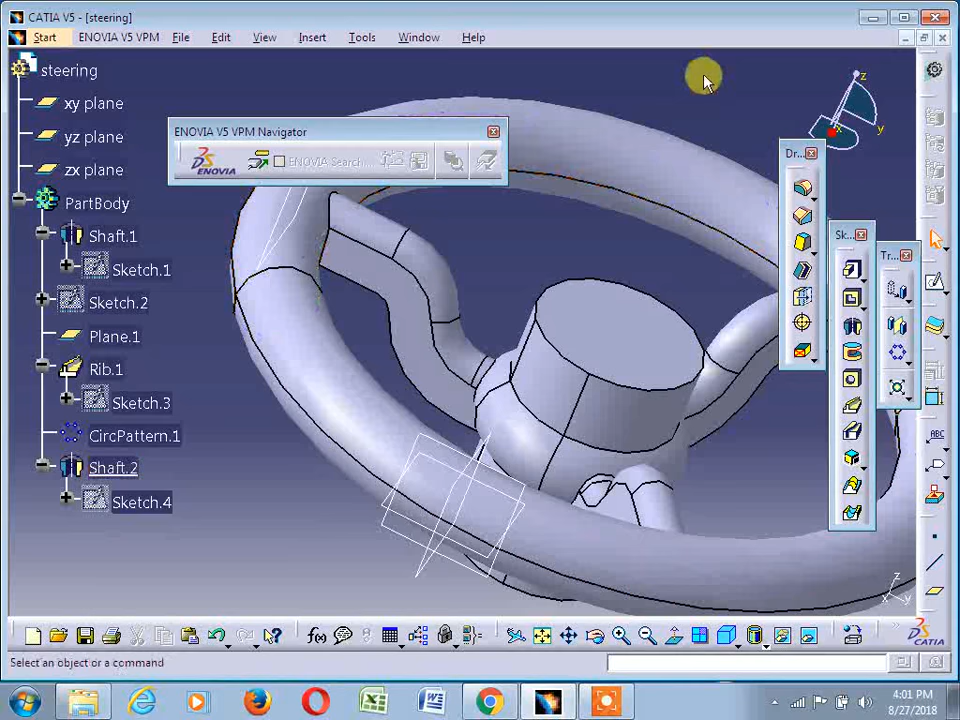 CATIA V5 - [steering]
Start ENOVIA V5 VPM File Edit View Insert Tools Window Help
steering
xy plane
yz plane
zx plane
PartBody
Shaft.1
Sketch.1
Sketch.2
Plane.1
Rib.1
Sketch.3
CircPattern.1
Shaft.2
Sketch.4
ENOVIA V5 VPM Navigator
ENOVIA
ENOVIA Search...
z
y
Dr...
Sk...
Tr...
ABC
z
x
y
f(x)
CATIA
Select an object or a command
4:01 PM
8/27/2018